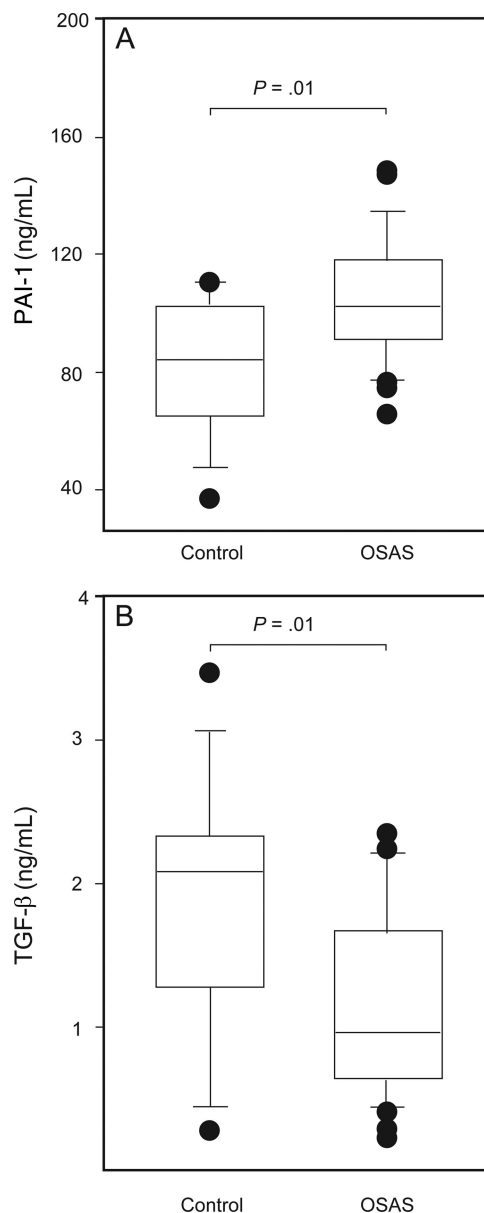 A
P = .01
200
160
120
80
40
PAI-1 (ng/mL)
Control OSAS
B
P = .01
4
3
2
1
TGF-β (ng/mL)
Control OSAS